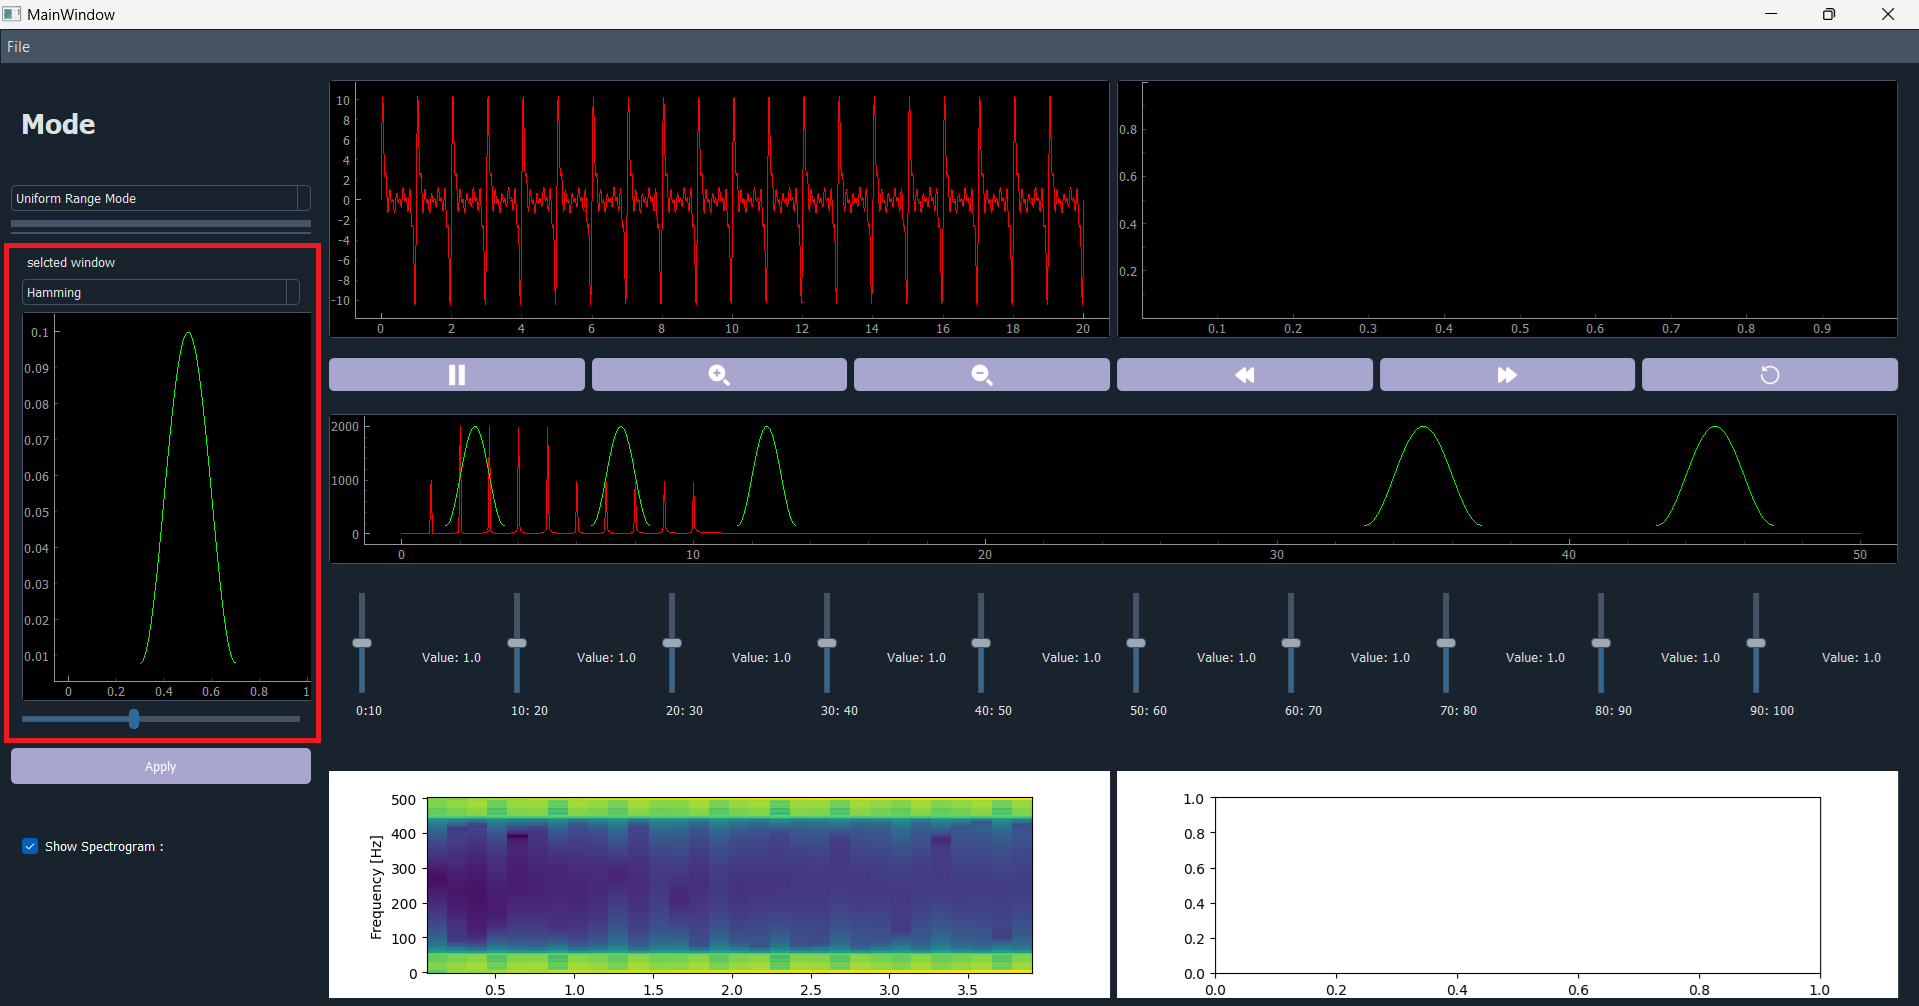 MainWindow
File
Mode
Uniform Range Mode
selcted window
Hamming
0.1
0.09
0.08
0.07
0.06
0.05
0.04
0.03
0.02
0.01
0 0.2 0.4 0.6 0.8 1
Apply
Show Spectrogram :
10
8
6
4
2
0
-2
-4
-6
-8
-10
0 2 4 6 8 10 12 14 16 18 20
0.8
0.6
0.4
0.2
0.1 0.2 0.3 0.4 0.5 0.6 0.7 0.8 0.9
2000
1000
0
0 10 20 30 40 50
Value: 1.0 Value: 1.0 Value: 1.0 Value: 1.0 Value: 1.0 Value: 1.0 Value: 1.0 Value: 1.0 Value: 1.0 Value: 1.0
0:10 10: 20 20: 30 30: 40 40: 50 50: 60 60: 70 70: 80 80: 90 90: 100
Frequency [Hz]
500
400
300
200
100
0
0.5 1.0 1.5 2.0 2.5 3.0 3.5
1.0
0.8
0.6
0.4
0.2
0.0
0.0 0.2 0.4 0.6 0.8 1.0